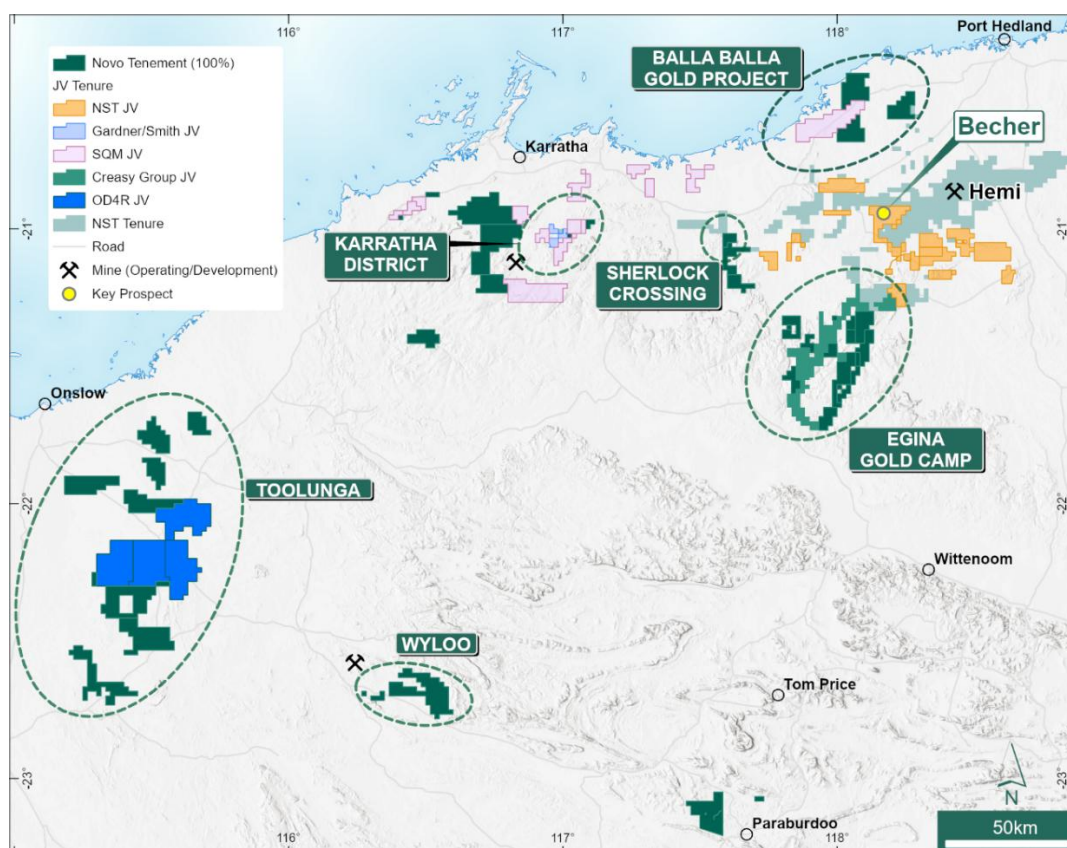 116°
117°
118°
Port Hedland
Novo Tenement (100%)
JV Tenure
NST JV
Gardner/Smith JV
SQM JV
Creasy Group JV
OD4R JV
NST Tenure
Road
Mine (Operating/Development)
Key Prospect
BALLA BALLA
GOLD PROJECT
Becher
Karratha
Hemi
-21°
-21°
KARRATHA
DISTRICT
SHERLOCK
CROSSING
Onslow
EGINA
GOLD CAMP
TOOLUNGA
-22°
-22°
Wittenoom
WYLOO
Tom Price
-23°
-23°
N
50km
Paraburdoo
116°
117°
118°